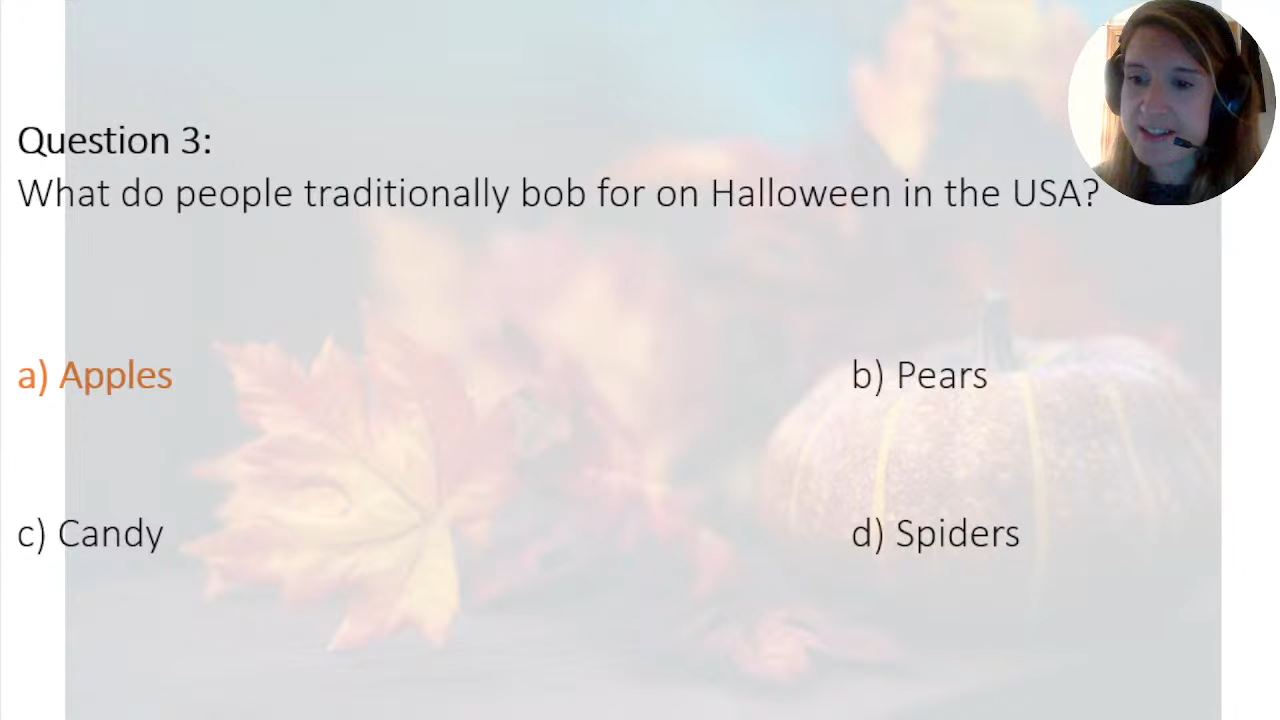 Question 3:
What do people traditionally bob for on Halloween in the USA?
a) Apples
b) Pears
c) Candy
d) Spiders